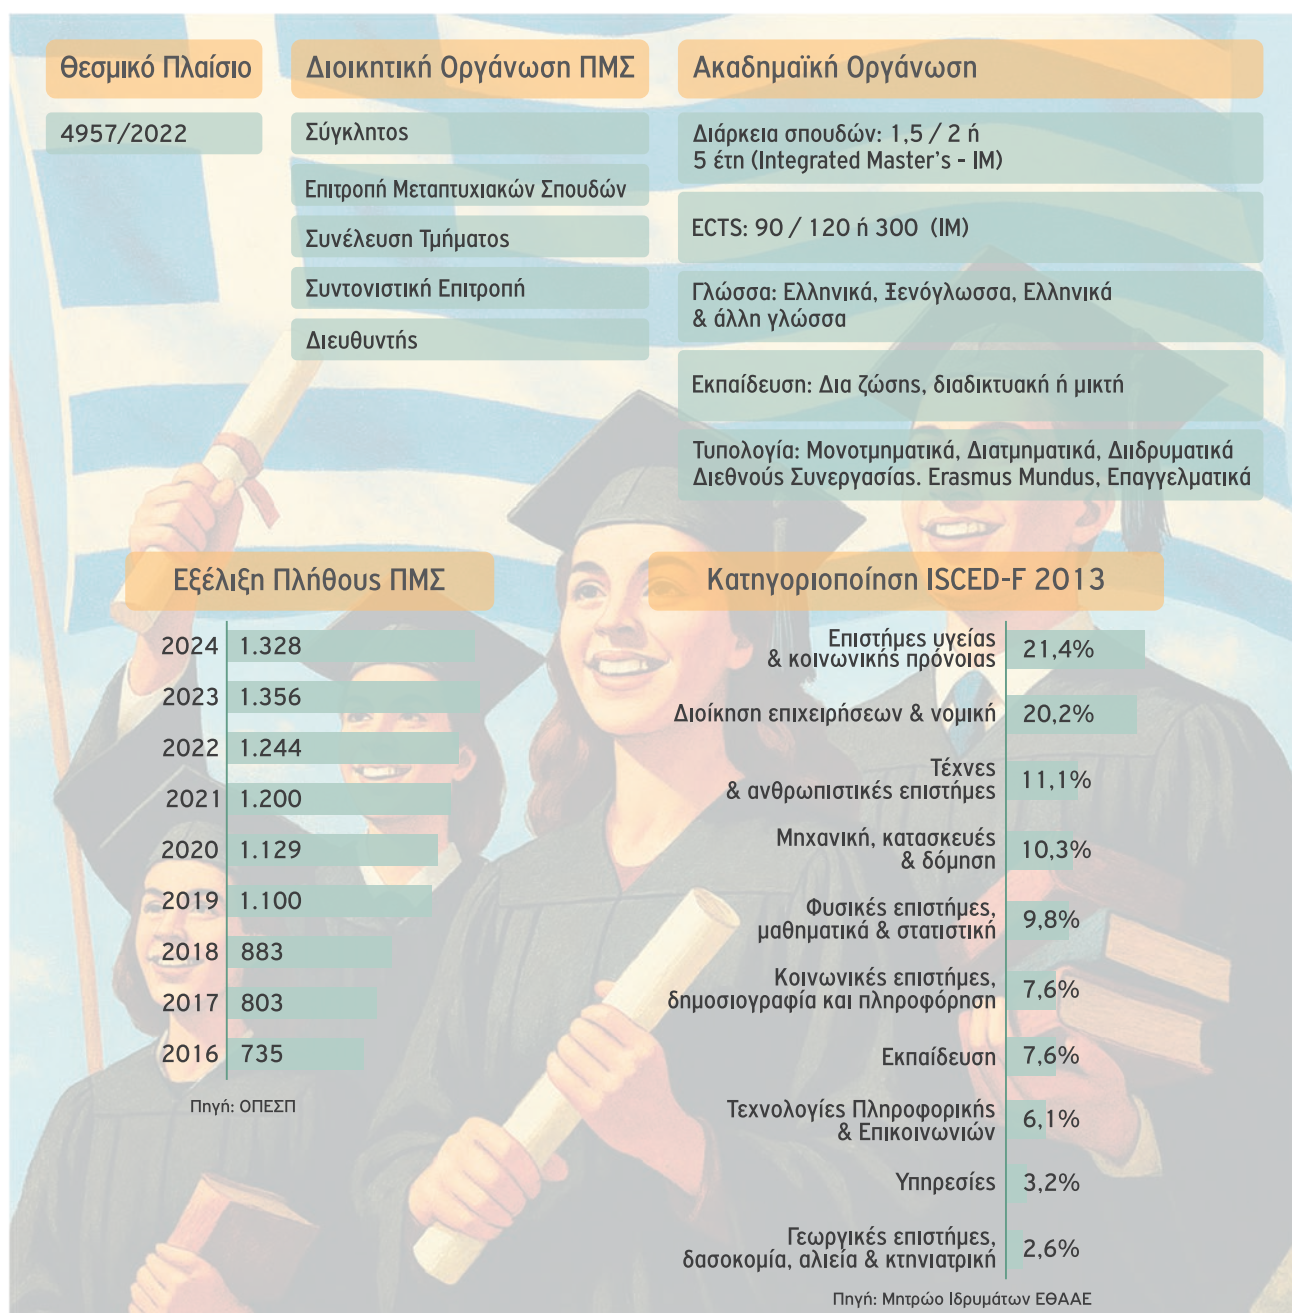 Θεσμικό Πλαίσιο
4957/2022
Διοικητική Οργάνωση ΠΜΣ
Σύγκλητος
Επιτροπή Μεταπτυχιακών Σπουδών
Συνέλευση Τμήματος
Συντονιστική Επιτροπή
Διευθυντής
Ακαδημαϊκή Οργάνωση
Διάρκεια σπουδών: 1,5 / 2 ή
5 έτη (Integrated Master's - IM)
ECTS: 90 / 120 ή 300 (IM)
Γλώσσα: Ελληνικά, Ξενόγλωσσα, Ελληνικά
& άλλη γλώσσα
Εκπαίδευση: Δια ζώσης, διαδικτυακή ή μικτή
Τυπολογία: Μονοτμηματικά, Διατμηματικά, Διιδρυματικά
Διεθνούς Συνεργασίας. Erasmus Mundus, Επαγγελματικά
Εξέλιξη Πλήθους ΠΜΣ
2024 1.328
2023 1.356
2022 1.244
2021 1.200
2020 1.129
2019 1.100
2018 883
2017 803
2016 735
Πηγή: ΟΠΕΣΠ
Κατηγοριοποίηση ISCED-F 2013
Επιστήμες υγείας
& κοινωνικής πρόνοιας 21,4%
Διοίκηση επιχειρήσεων & νομική 20,2%
Τέχνες
& ανθρωπιστικές επιστήμες 11,1%
Μηχανική, κατασκευές
& δόμηση 10,3%
Φυσικές επιστήμες,
μαθηματικά & στατιστική 9,8%
Κοινωνικές επιστήμες,
δημοσιογραφία και πληροφόρηση 7,6%
Εκπαίδευση 7,6%
Τεχνολογίες Πληροφορικής
& Επικοινωνιών 6,1%
Υπηρεσίες 3,2%
Γεωργικές επιστήμες,
δασοκομία, αλιεία & κτηνιατρική 2,6%
Πηγή: Μητρώο Ιδρυμάτων ΕΘΑΑΕ